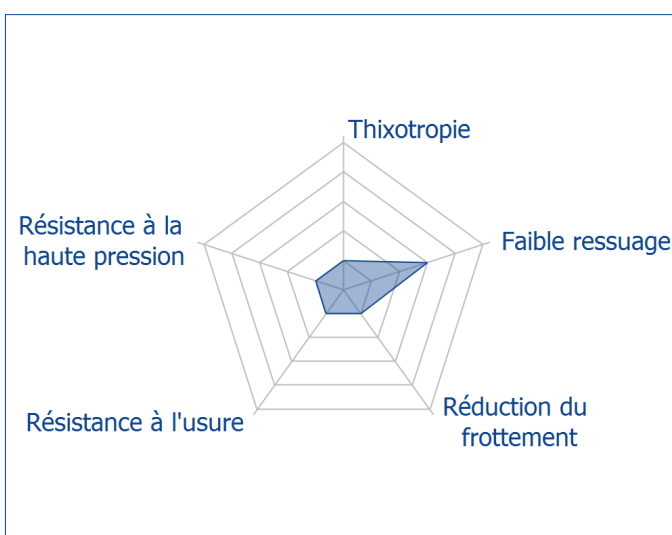 Thixotropie
Faible ressuage
Réduction du
frottement
Résistance à l'usure
Résistance à la
haute pression